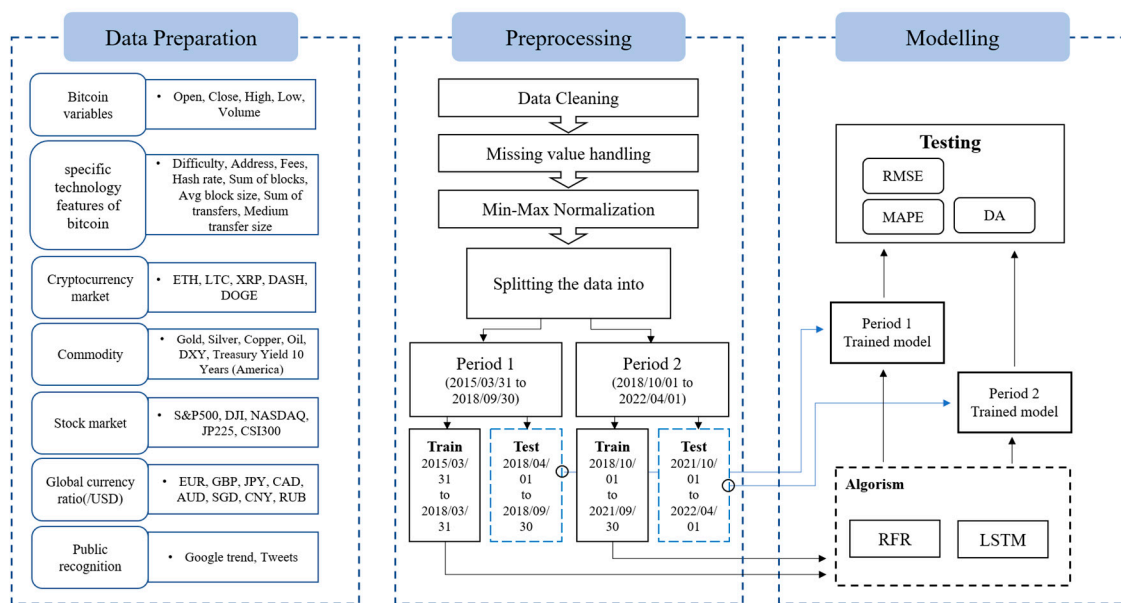 Data Preparation
Bitcoin
variables
• Open, Close, High, Low,
Volume
specific
technology
features of
bitcoin
• Difficulty, Address, Fees,
Hash rate, Sum of blocks,
Avg block size, Sum of
transfers, Medium
transfer size
Cryptocurrency
market
• ETH, LTC, XRP, DASH,
DOGE
Commodity
• Gold, Silver, Copper, Oil,
DXY, Treasury Yield 10
Years (America)
Stock market
• S&P500, DJI, NASDAQ,
JP225, CSI300
Global currency
ratio(/USD)
• EUR, GBP, JPY, CAD,
AUD, SGD, CNY, RUB
Public
recognition
• Google trend, Tweets
Preprocessing
Data Cleaning
Missing value handling
Min-Max Normalization
Splitting the data into
Period 1
(2015/03/31 to
2018/09/30)
Period 2
(2018/10/01 to
2022/04/01)
Train
2015/03/
31
to
2018/03/
31
Test
2018/04/
01
to
2018/09/
30
Train
2018/10/
01
to
2021/09/
30
Test
2021/10/
01
to
2022/04/
01
Modelling
Testing
RMSE
MAPE
DA
Period 1
Trained model
Period 2
Trained model
Algorism
RFR
LSTM